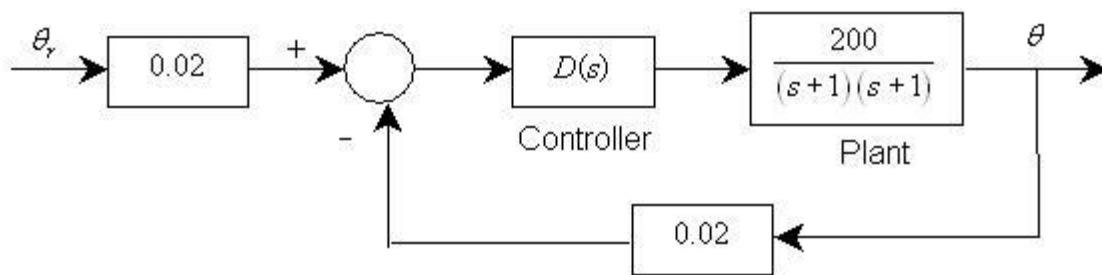 θr
0.02
+
-
D(s)
Controller
200
(s+1)(s+1)
Plant
θ
0.02